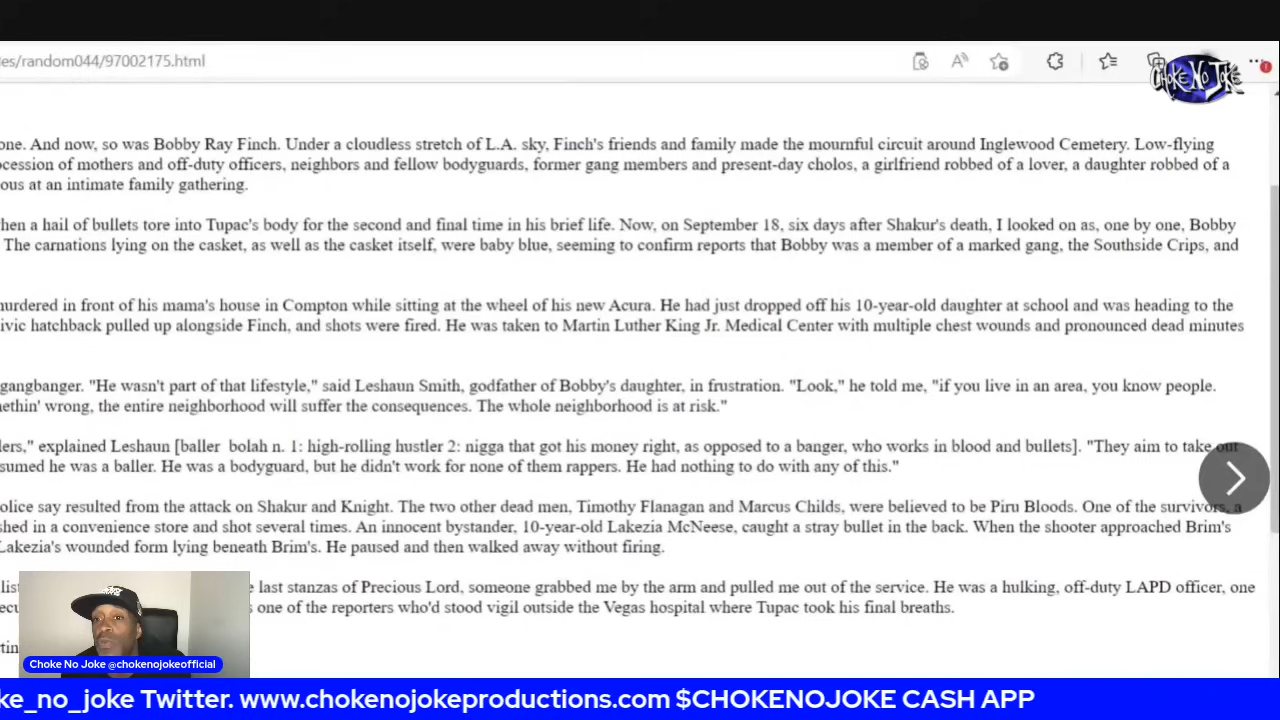 es/random044/97002175.html
CHOKE NO JOKE
one. And now, so was Bobby Ray Finch. Under a cloudless stretch of L.A. sky, Finch's friends and family made the mournful circuit around Inglewood Cemetery. Low-flying
ocession of mothers and off-duty officers, neighbors and fellow bodyguards, former gang members and present-day cholos, a girlfriend robbed of a lover, a daughter robbed of a
ous at an intimate family gathering.
hen a hail of bullets tore into Tupac's body for the second and final time in his brief life. Now, on September 18, six days after Shakur's death, I looked on as, one by one, Bobby
The carnations lying on the casket, as well as the casket itself, were baby blue, seeming to confirm reports that Bobby was a member of a marked gang, the Southside Crips, and
murdered in front of his mama's house in Compton while sitting at the wheel of his new Acura. He had just dropped off his 10-year-old daughter at school and was heading to the
ivic hatchback pulled up alongside Finch, and shots were fired. He was taken to Martin Luther King Jr. Medical Center with multiple chest wounds and pronounced dead minutes
gangbanger. "He wasn't part of that lifestyle," said Leshaun Smith, godfather of Bobby's daughter, in frustration. "Look," he told me, "if you live in an area, you know people.
nethin' wrong, the entire neighborhood will suffer the consequences. The whole neighborhood is at risk."
lers," explained Leshaun [baller bolah n. 1: high-rolling hustler 2: nigga that got his money right, as opposed to a banger, who works in blood and bullets]. "They aim to take out
sumed he was a baller. He was a bodyguard, but he didn't work for none of them rappers. He had nothing to do with any of this."
olice say resulted from the attack on Shakur and Knight. The two other dead men, Timothy Flanagan and Marcus Childs, were believed to be Piru Bloods. One of the survivors, a
shed in a convenience store and shot several times. An innocent bystander, 10-year-old Lakezia McNeese, caught a stray bullet in the back. When the shooter approached Brim's
Lakezia's wounded form lying beneath Brim's. He paused and then walked away without firing.
list e last stanzas of Precious Lord, someone grabbed me by the arm and pulled me out of the service. He was a hulking, off-duty LAPD officer, one
ecu s one of the reporters who'd stood vigil outside the Vegas hospital where Tupac took his final breaths.
rtin
Choke No Joke @chokenojokeofficial
ke_no_joke Twitter. www.chokenojokeproductions.com $CHOKENOJOKE CASH APP